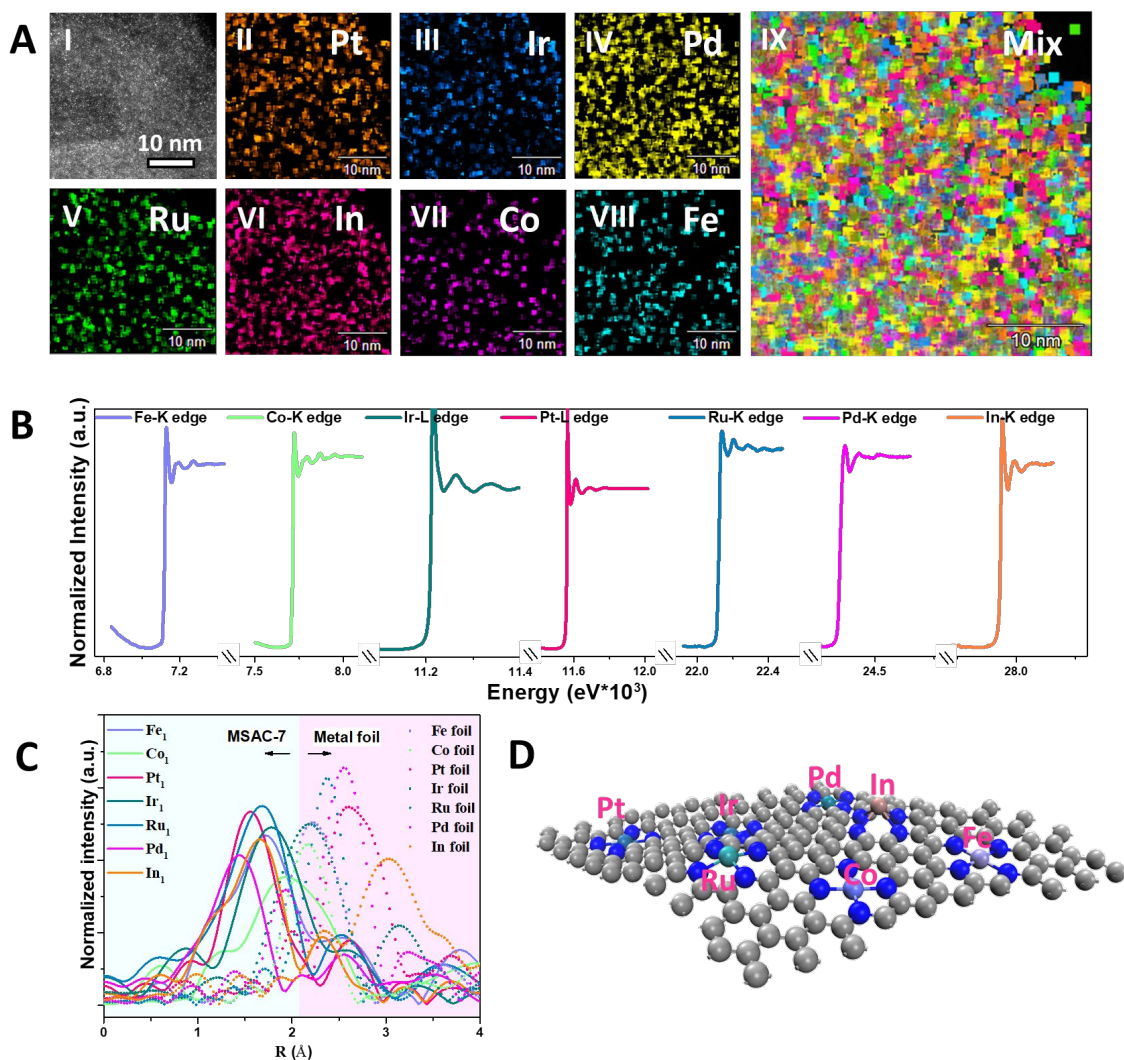 A
I
10 nm
II
Pt
10 nm
III
Ir
10 nm
IV
Pd
10 nm
IX
Mix
10 nm
V
Ru
10 nm
VI
In
10 nm
VII
Co
10 nm
VIII
Fe
10 nm
B
Fe-K edge
Co-K edge
Ir-L edge
Pt-L edge
Ru-K edge
Pd-K edge
In-K edge
Normalized Intensity (a.u.)
6.8 7.2 7.5 8.0 11.2 11.4 11.6 12.0 22.0 22.4 24.5 28.0
Energy (eV*10³)
C
Fe₁
Co₁
Pt₁
Ir₁
Ru₁
Pd₁
In₁
MSAC-7
Metal foil
Fe foil
Co foil
Pt foil
Ir foil
Ru foil
Pd foil
In foil
Normalized intensity (a.u.)
0 1 2 3 4
R (Å)
D
Pt
Ir
Pd
In
Ru
Co
Fe